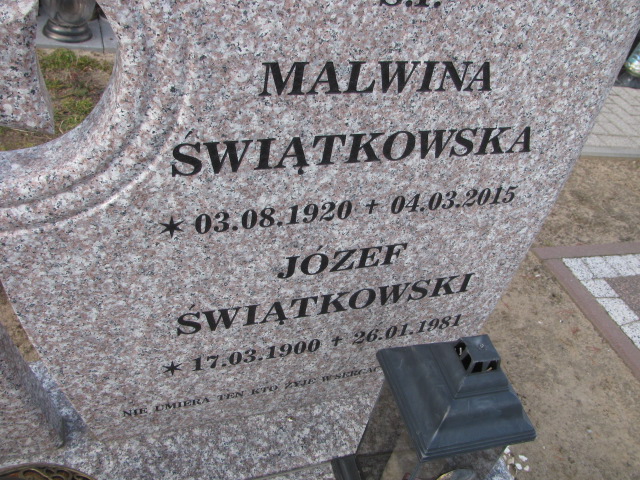 Ś.P.
MALWINA
ŚWIĄTKOWSKA
✶ 03.08.1920 + 04.03.2015
JÓZEF
ŚWIĄTKOWSKI
✶ 17.03.1900 + 26.01.1981
NIE UMIERA TEN KTO ŻYJE W